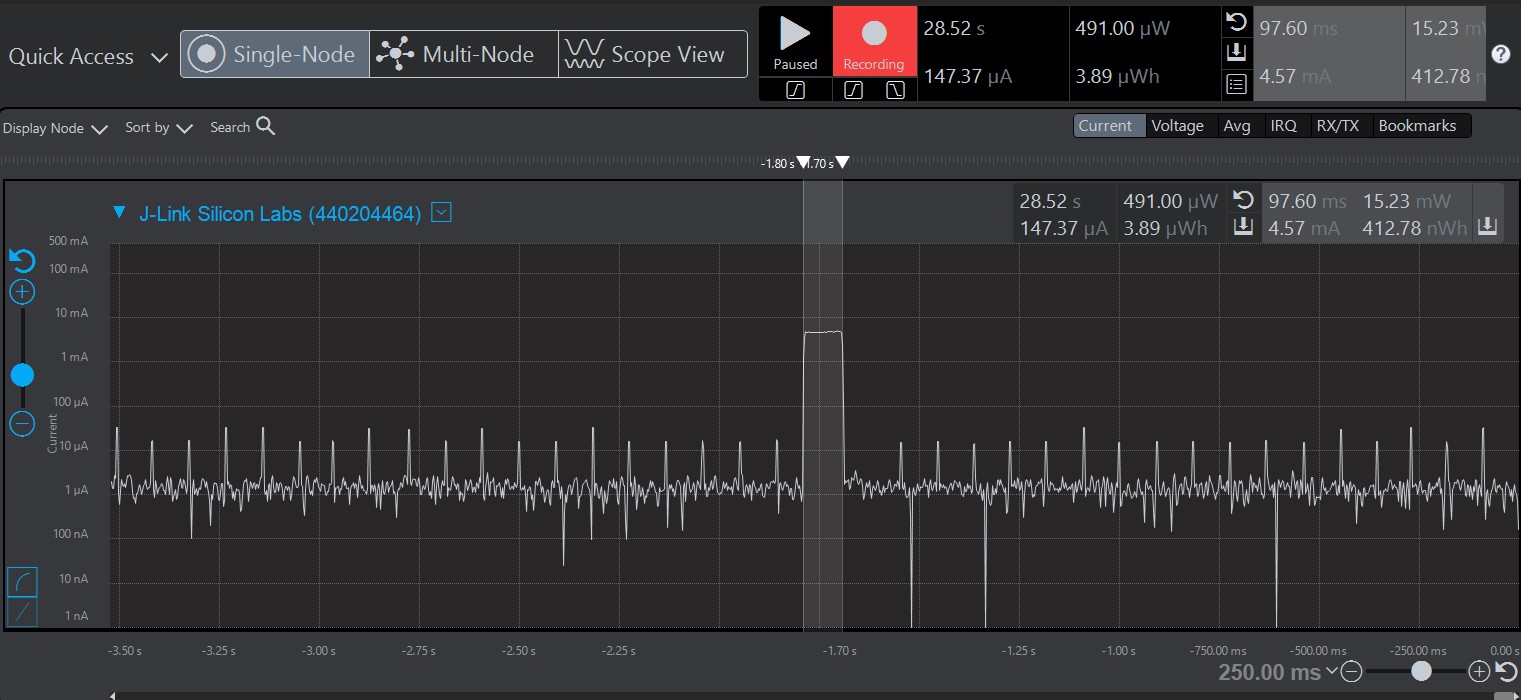 Quick Access
Single-Node
Multi-Node
Scope View
Paused
Recording
28.52 s
147.37 µA
491.00 µW
3.89 µWh
97.60 ms
4.57 mA
15.23 m
412.78 n
Display Node
Sort by
Search
Current
Voltage
Avg
IRQ
RX/TX
Bookmarks
-1.80 s
1.70 s
J-Link Silicon Labs (440204464)
28.52 s
491.00 µW
97.60 ms
15.23 mW
147.37 µA
3.89 µWh
4.57 mA
412.78 nWh
500 mA
100 mA
10 mA
1 mA
100 µA
10 µA
1 µA
100 nA
10 nA
1 nA
Current
-3.50 s
-3.25 s
-3.00 s
-2.75 s
-2.50 s
-2.25 s
-1.70 s
-1.25 s
-1.00 s
-750.00 ms
-500.00 ms
-250.00 ms
0.00 s
250.00 ms